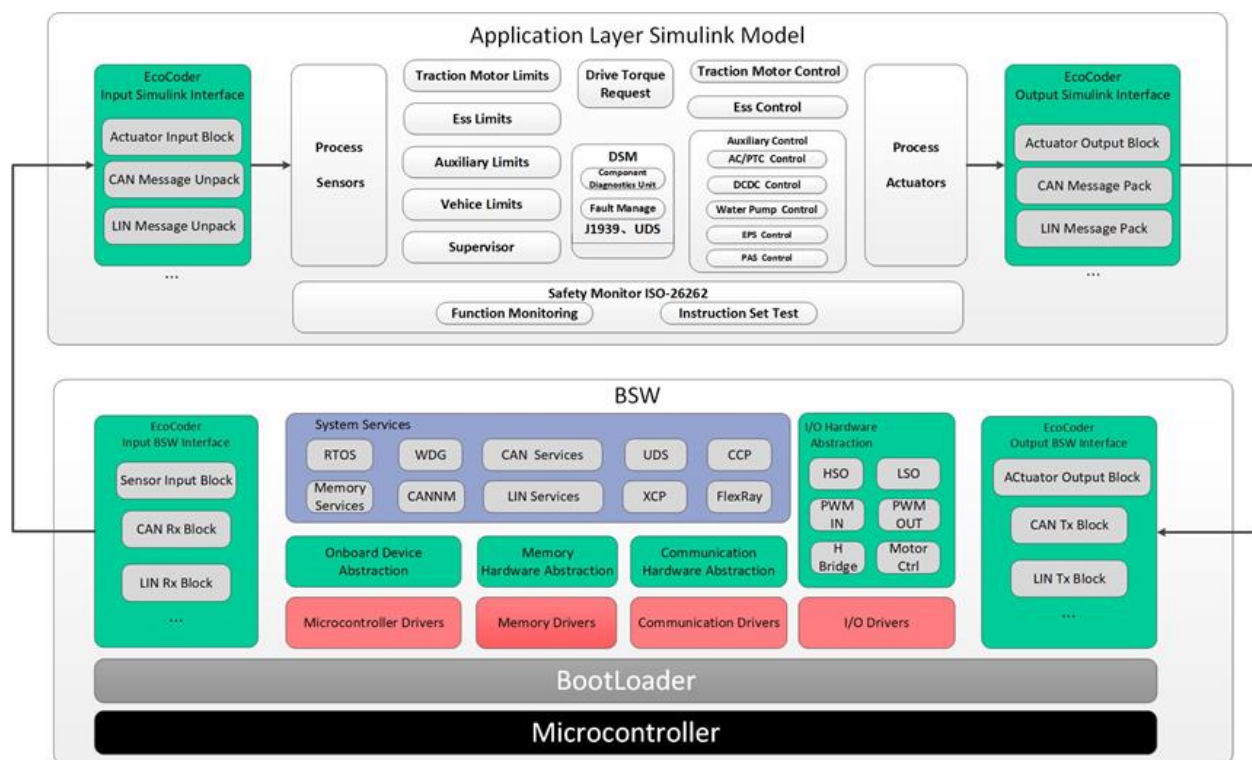 Application Layer Simulink Model
EcoCoder
Input Simulink Interface
Actuator Input Block
CAN Message Unpack
LIN Message Unpack
...
Process
Sensors
Traction Motor Limits
Ess Limits
Auxiliary Limits
Vehice Limits
Supervisor
Drive Torque
Request
DSM
Component
Diagnostics Unit
Fault Manage
J1939、UDS
Traction Motor Control
Ess Control
Auxiliary Control
AC/PTC Control
DCDC Control
Water Pump Control
EPS Control
PAS Control
Process
Actuators
EcoCoder
Output Simulink Interface
Actuator Output Block
CAN Message Pack
LIN Message Pack
...
Safety Monitor ISO-26262
Function Monitoring
Instruction Set Test
BSW
EcoCoder
Input BSW Interface
Sensor Input Block
CAN Rx Block
LIN Rx Block
...
System Services
RTOS
WDG
CAN Services
UDS
CCP
Memory
Services
CANNM
LIN Services
XCP
FlexRay
Onboard Device
Abstraction
Memory
Hardware Abstraction
Communication
Hardware Abstraction
Microcontroller Drivers
Memory Drivers
Communication Drivers
I/O Hardware
Abstraction
HSO
LSO
PWM
IN
PWM
OUT
H
Bridge
Motor
Ctrl
I/O Drivers
EcoCoder
Output BSW Interface
ACtuator Output Block
CAN Tx Block
LIN Tx Block
...
BootLoader
Microcontroller